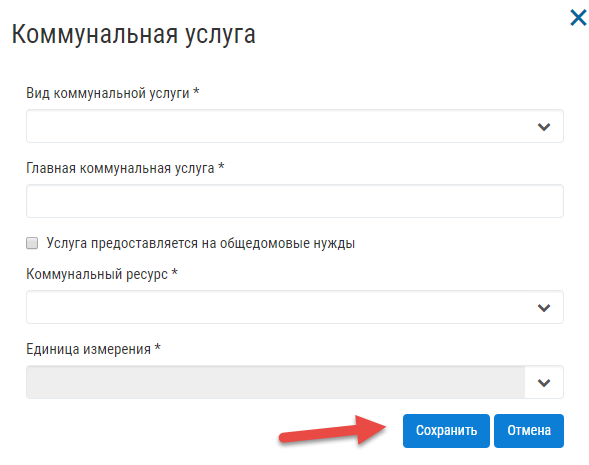 Коммунальная услуга
Вид коммунальной услуги *
Главная коммунальная услуга *
Услуга предоставляется на общедомовые нужды
Коммунальный ресурс *
Единица измерения *
Сохранить Отмена